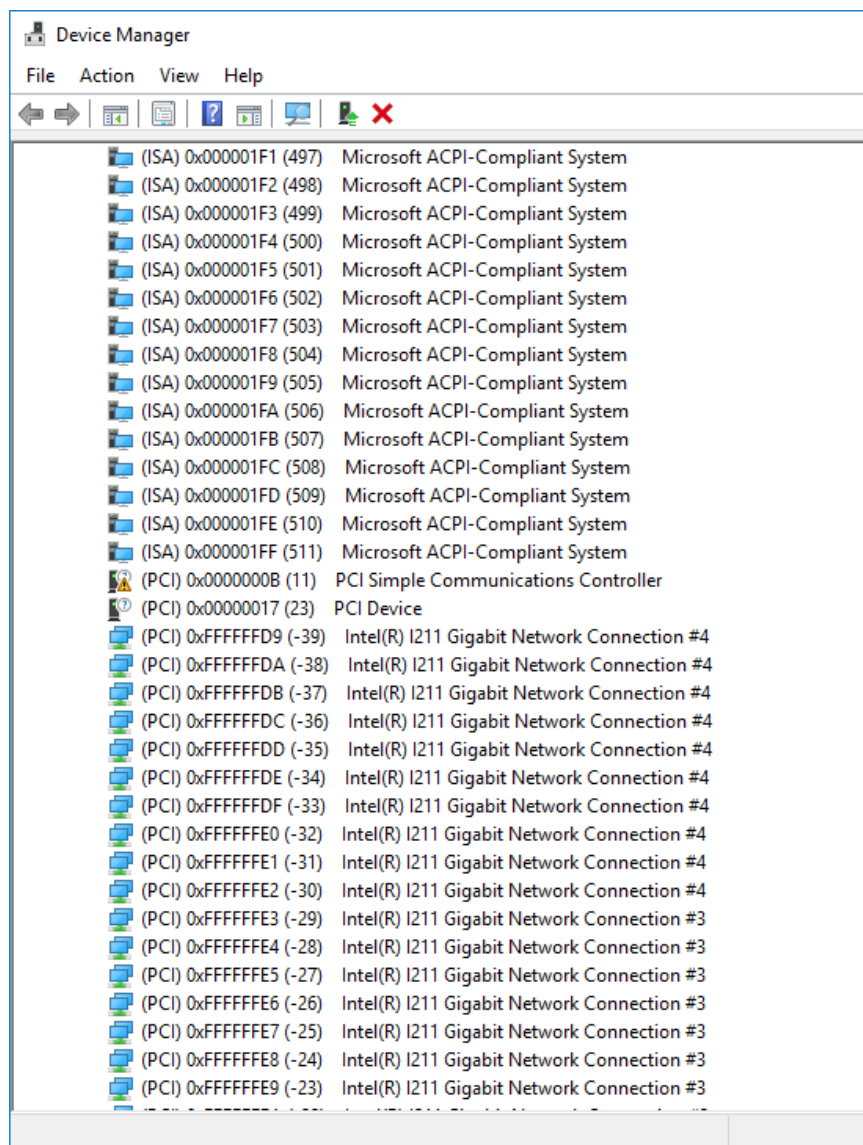 Device Manager
File Action View Help
(ISA) 0x000001F1 (497) Microsoft ACPI-Compliant System
(ISA) 0x000001F2 (498) Microsoft ACPI-Compliant System
(ISA) 0x000001F3 (499) Microsoft ACPI-Compliant System
(ISA) 0x000001F4 (500) Microsoft ACPI-Compliant System
(ISA) 0x000001F5 (501) Microsoft ACPI-Compliant System
(ISA) 0x000001F6 (502) Microsoft ACPI-Compliant System
(ISA) 0x000001F7 (503) Microsoft ACPI-Compliant System
(ISA) 0x000001F8 (504) Microsoft ACPI-Compliant System
(ISA) 0x000001F9 (505) Microsoft ACPI-Compliant System
(ISA) 0x000001FA (506) Microsoft ACPI-Compliant System
(ISA) 0x000001FB (507) Microsoft ACPI-Compliant System
(ISA) 0x000001FC (508) Microsoft ACPI-Compliant System
(ISA) 0x000001FD (509) Microsoft ACPI-Compliant System
(ISA) 0x000001FE (510) Microsoft ACPI-Compliant System
(ISA) 0x000001FF (511) Microsoft ACPI-Compliant System
(PCI) 0x0000000B (11) PCI Simple Communications Controller
(PCI) 0x00000017 (23) PCI Device
(PCI) 0xFFFFFFD9 (-39) Intel(R) I211 Gigabit Network Connection #4
(PCI) 0xFFFFFFDA (-38) Intel(R) I211 Gigabit Network Connection #4
(PCI) 0xFFFFFFDB (-37) Intel(R) I211 Gigabit Network Connection #4
(PCI) 0xFFFFFFDC (-36) Intel(R) I211 Gigabit Network Connection #4
(PCI) 0xFFFFFFDD (-35) Intel(R) I211 Gigabit Network Connection #4
(PCI) 0xFFFFFFDE (-34) Intel(R) I211 Gigabit Network Connection #4
(PCI) 0xFFFFFFDF (-33) Intel(R) I211 Gigabit Network Connection #4
(PCI) 0xFFFFFFE0 (-32) Intel(R) I211 Gigabit Network Connection #4
(PCI) 0xFFFFFFE1 (-31) Intel(R) I211 Gigabit Network Connection #4
(PCI) 0xFFFFFFE2 (-30) Intel(R) I211 Gigabit Network Connection #4
(PCI) 0xFFFFFFE3 (-29) Intel(R) I211 Gigabit Network Connection #3
(PCI) 0xFFFFFFE4 (-28) Intel(R) I211 Gigabit Network Connection #3
(PCI) 0xFFFFFFE5 (-27) Intel(R) I211 Gigabit Network Connection #3
(PCI) 0xFFFFFFE6 (-26) Intel(R) I211 Gigabit Network Connection #3
(PCI) 0xFFFFFFE7 (-25) Intel(R) I211 Gigabit Network Connection #3
(PCI) 0xFFFFFFE8 (-24) Intel(R) I211 Gigabit Network Connection #3
(PCI) 0xFFFFFFE9 (-23) Intel(R) I211 Gigabit Network Connection #3